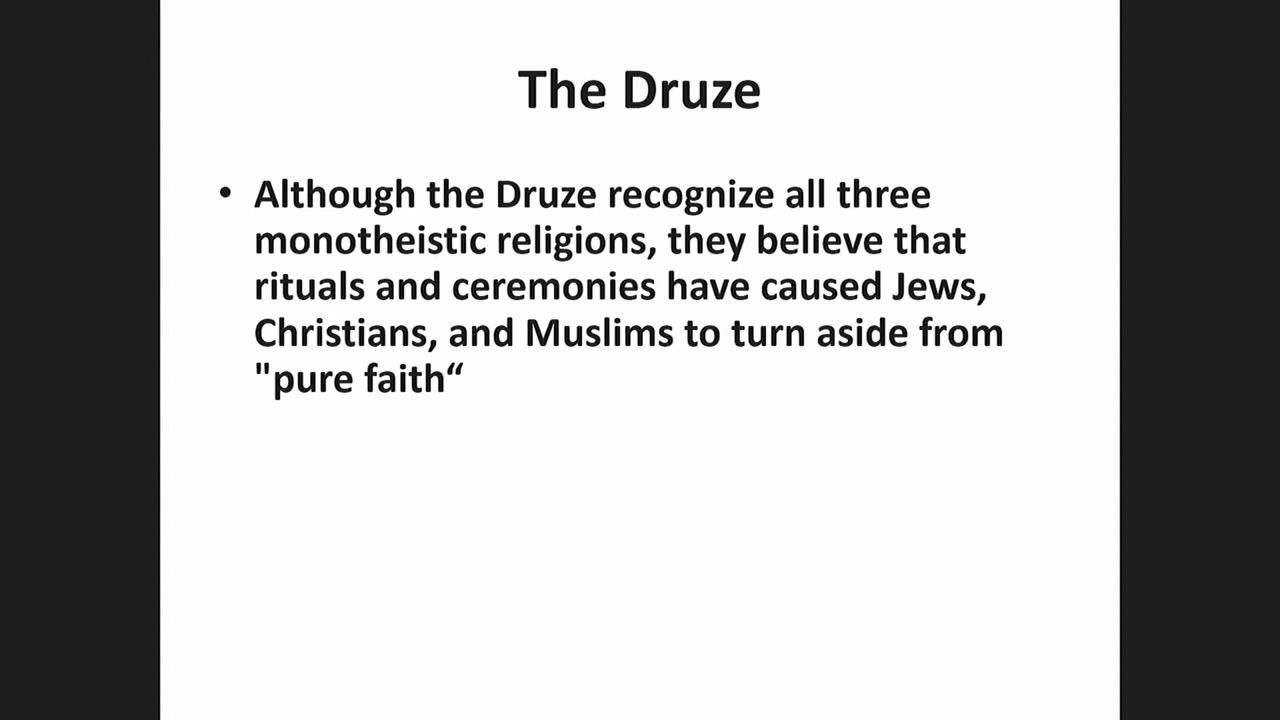 The Druze
• Although the Druze recognize all three
monotheistic religions, they believe that
rituals and ceremonies have caused Jews,
Christians, and Muslims to turn aside from
"pure faith“